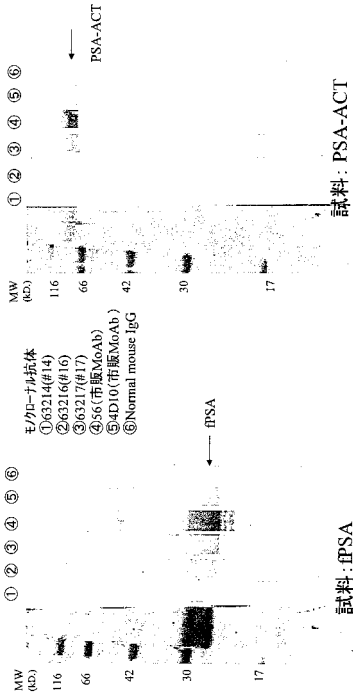 MW
(kD.)
① ② ③ ④ ⑤ ⑥
116
66
42
30
17
← PSA-ACT
試料: PSA-ACT
モノクローナル抗体
①63214(#14)
②63216(#16)
③63217(#17)
④56(市販MoAb)
⑤4D10(市販MoAb)
⑥Normal mouse IgG
MW
(kD.)
① ② ③ ④ ⑤ ⑥
116
66
42
30
17
← fPSA
試料: fPSA